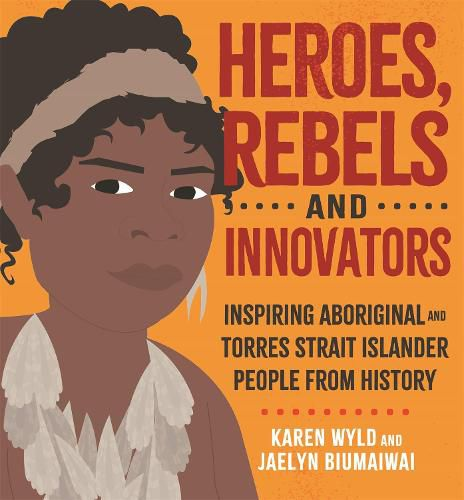 HEROES,
REBELS
AND
INNOVATORS
INSPIRING ABORIGINAL AND
TORRES STRAIT ISLANDER
PEOPLE FROM HISTORY
KAREN WYLD AND
JAELYN BIUMAIWAI